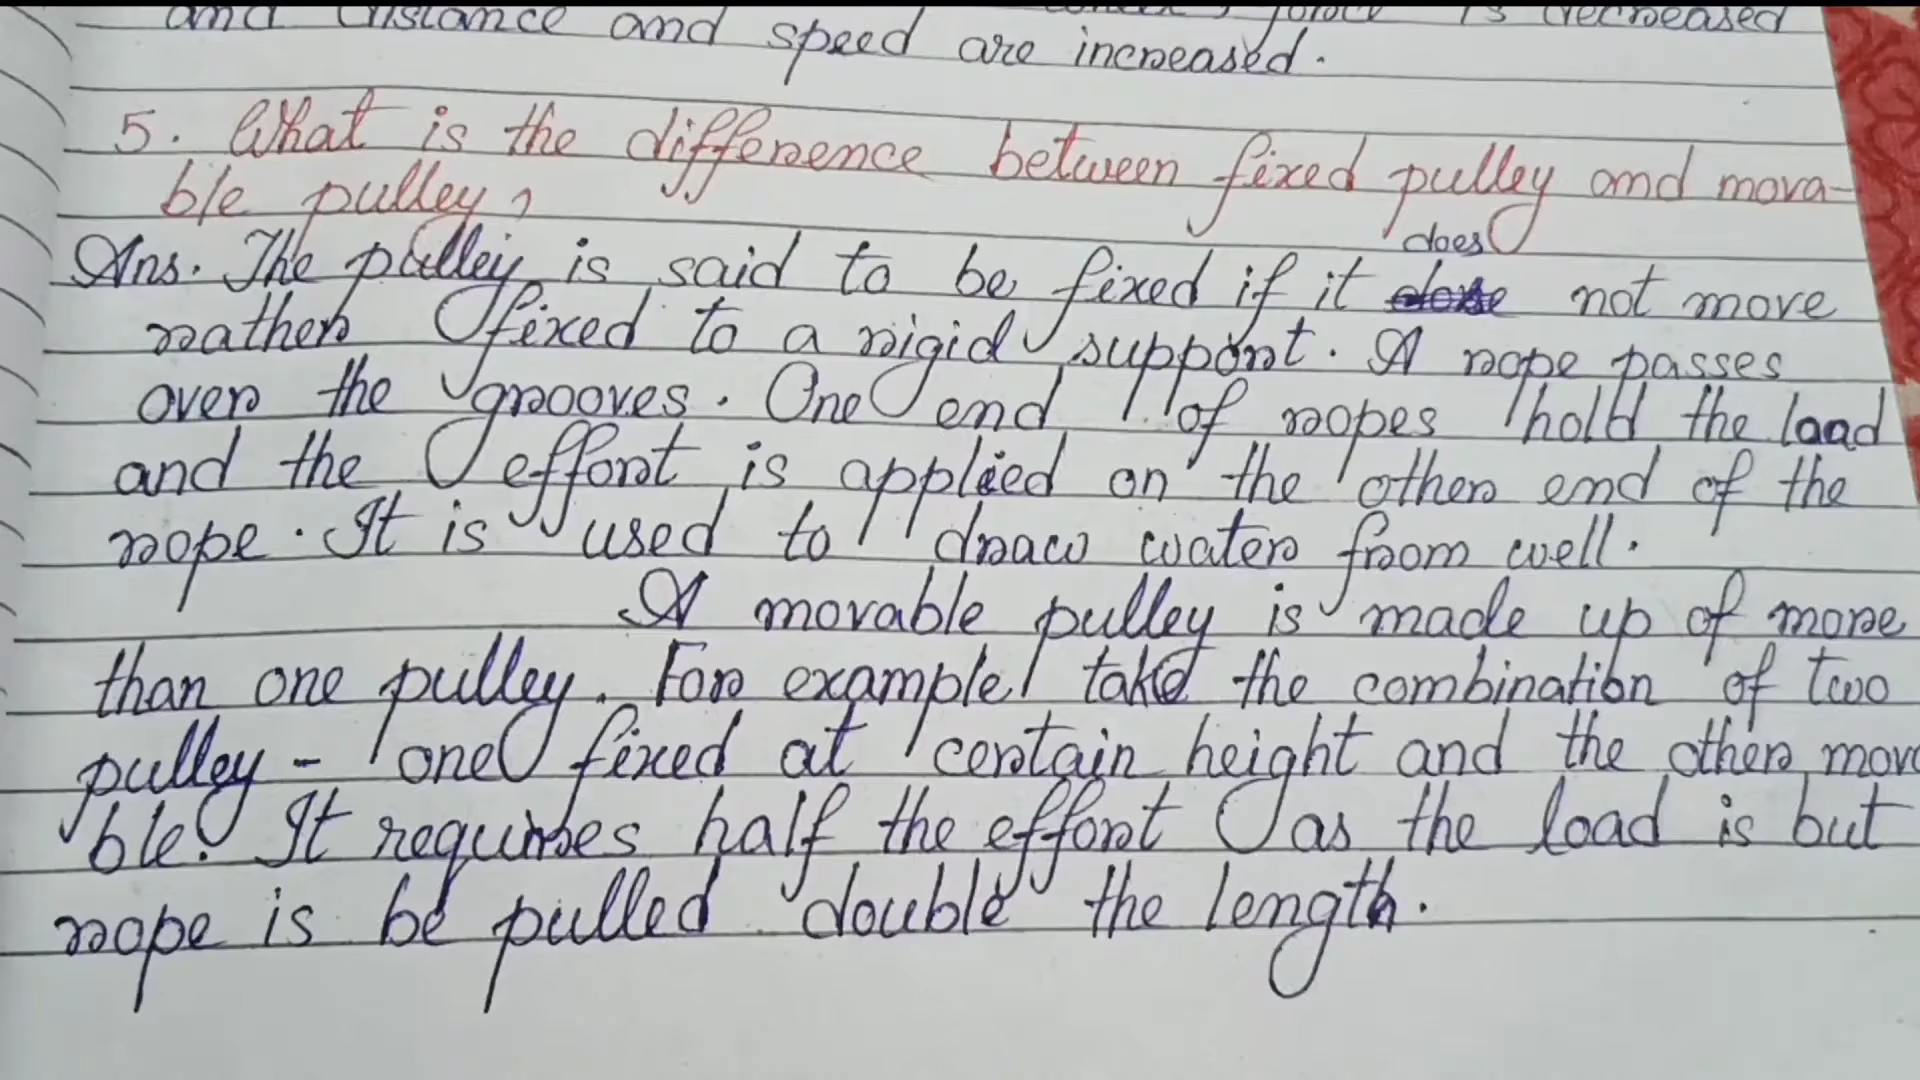 and distance and speed are increased.
is decreased
5. What is the difference between fixed pulley and mova-
ble pulley?
does
Ans. The pulley is said to be fixed if it not move
rather fixed to a rigid support. A rope passes
over the grooves. One end of ropes hold the load
and the effort is applied on the other end of the
rope. It is used to draw water from well.
A movable pulley is made up of more
than one pulley. For example take the combination of two
pulley - one fixed at certain height and the other mova
ble. It requires half the effort as the load is but
rope is be pulled double the length.